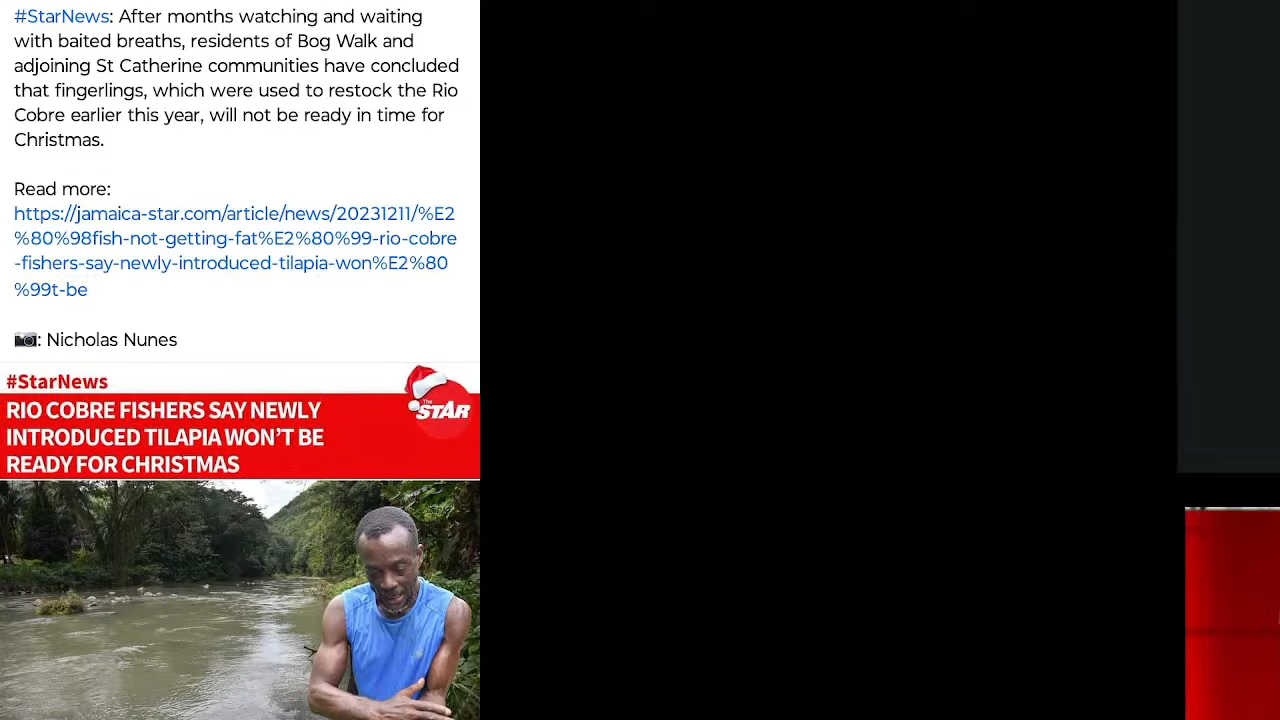 #StarNews: After months watching and waiting
with baited breaths, residents of Bog Walk and
adjoining St Catherine communities have concluded
that fingerlings, which were used to restock the Rio
Cobre earlier this year, will not be ready in time for
Christmas.
Read more:
https://jamaica-star.com/article/news/20231211/%E2
%80%98fish-not-getting-fat%E2%80%99-rio-cobre
-fishers-say-newly-introduced-tilapia-won%E2%80
%99t-be
📷: Nicholas Nunes
#StarNews
The
STAR
RIO COBRE FISHERS SAY NEWLY
INTRODUCED TILAPIA WON'T BE
READY FOR CHRISTMAS